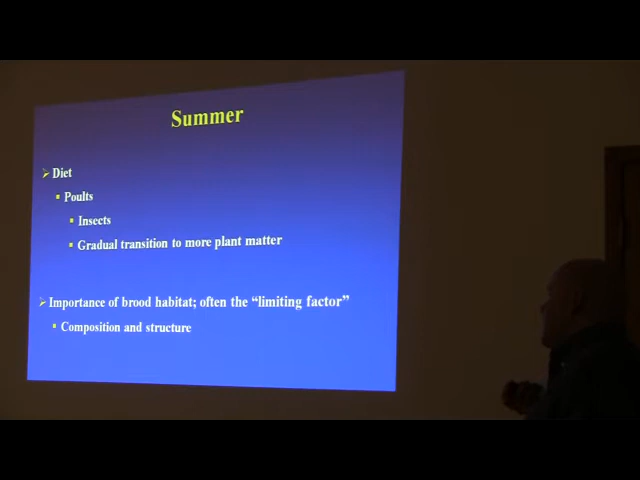 Summer
Diet
Poults
Insects
Gradual transition to more plant matter
Importance of brood habitat; often the “limiting factor”
Composition and structure